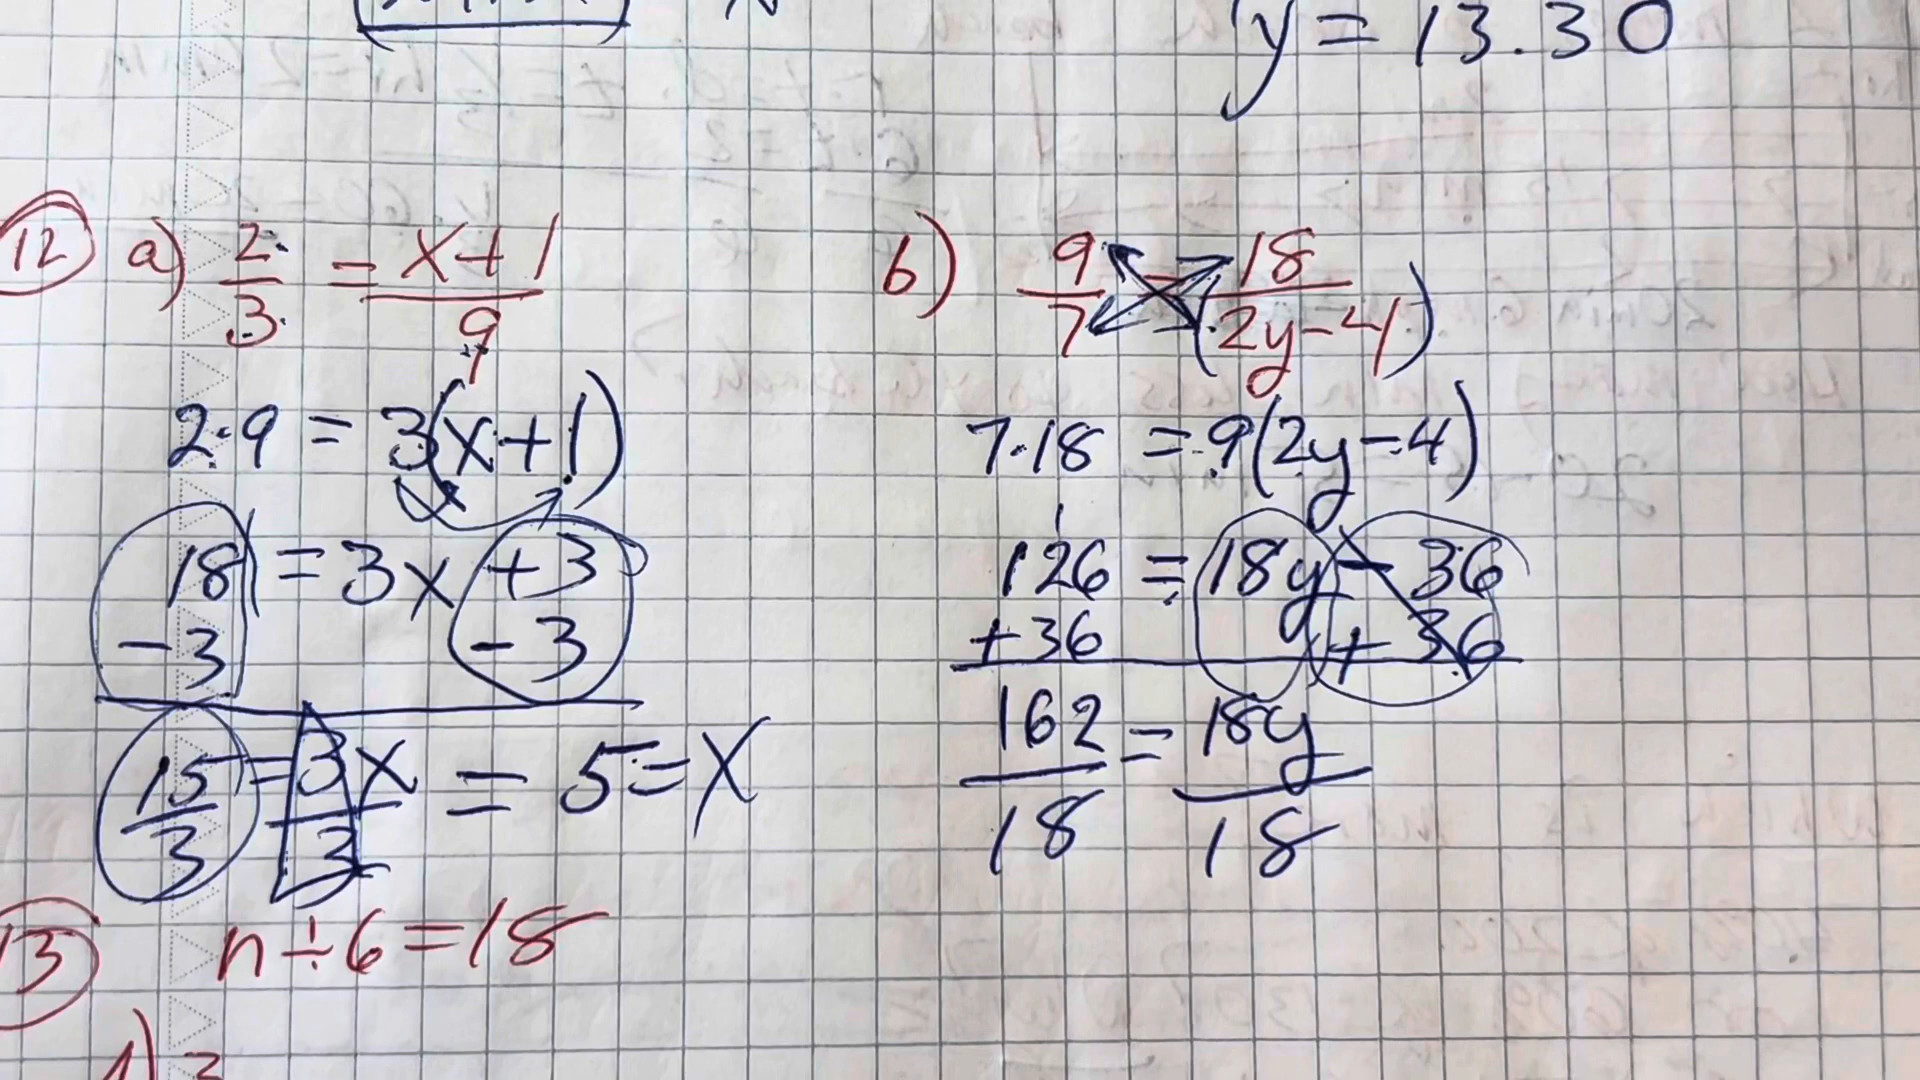 y = 13.30
12 a) 2/3 = x+1/9
2·9 = 3(x+1)
18 = 3x +3
-3 -3
15/3 = 3x/3 = 5 = x
b) 9/7 = 18/(2y-4)
7·18 = 9(2y-4)
1
126 = 18y - 36
+36 + 36
162/18 = 18y/18
13 n÷6=18